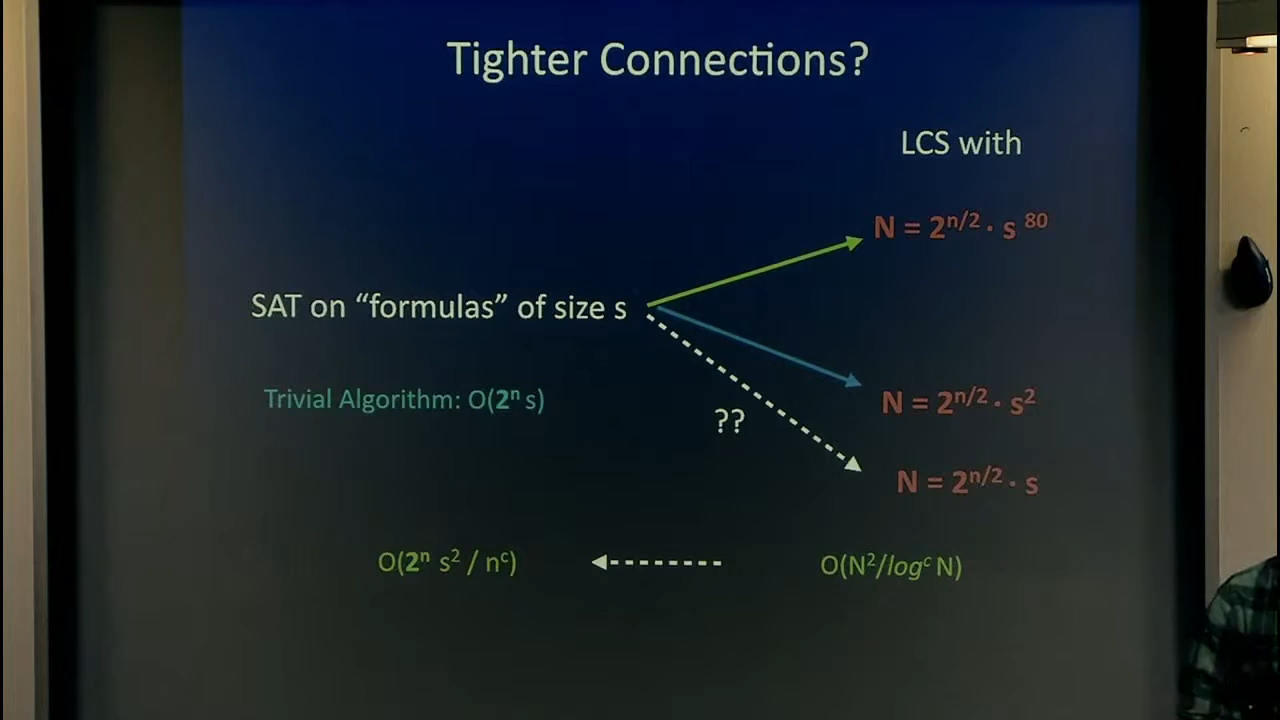 Tighter Connections?
LCS with
N = 2^{n/2} · s^{80}
SAT on “formulas” of size s
Trivial Algorithm: O(2^n s)
N = 2^{n/2} · s^2
??
N = 2^{n/2} · s
O(2^n s^2 / n^c)
O(N^2/log^c N)